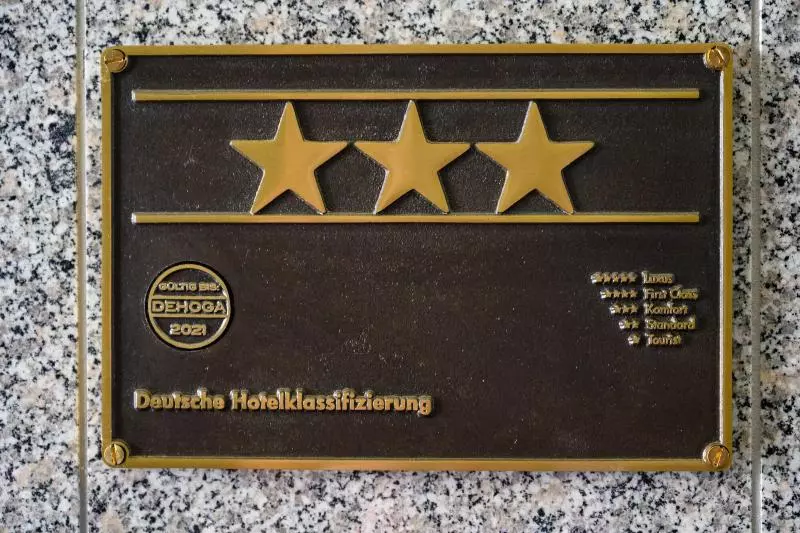 GÜLTIG BIS:
DEHOGA
2021
***** Luxus
**** First Class
*** Komfort
** Standard
* Tourist
Deutsche Hotelklassifizierung